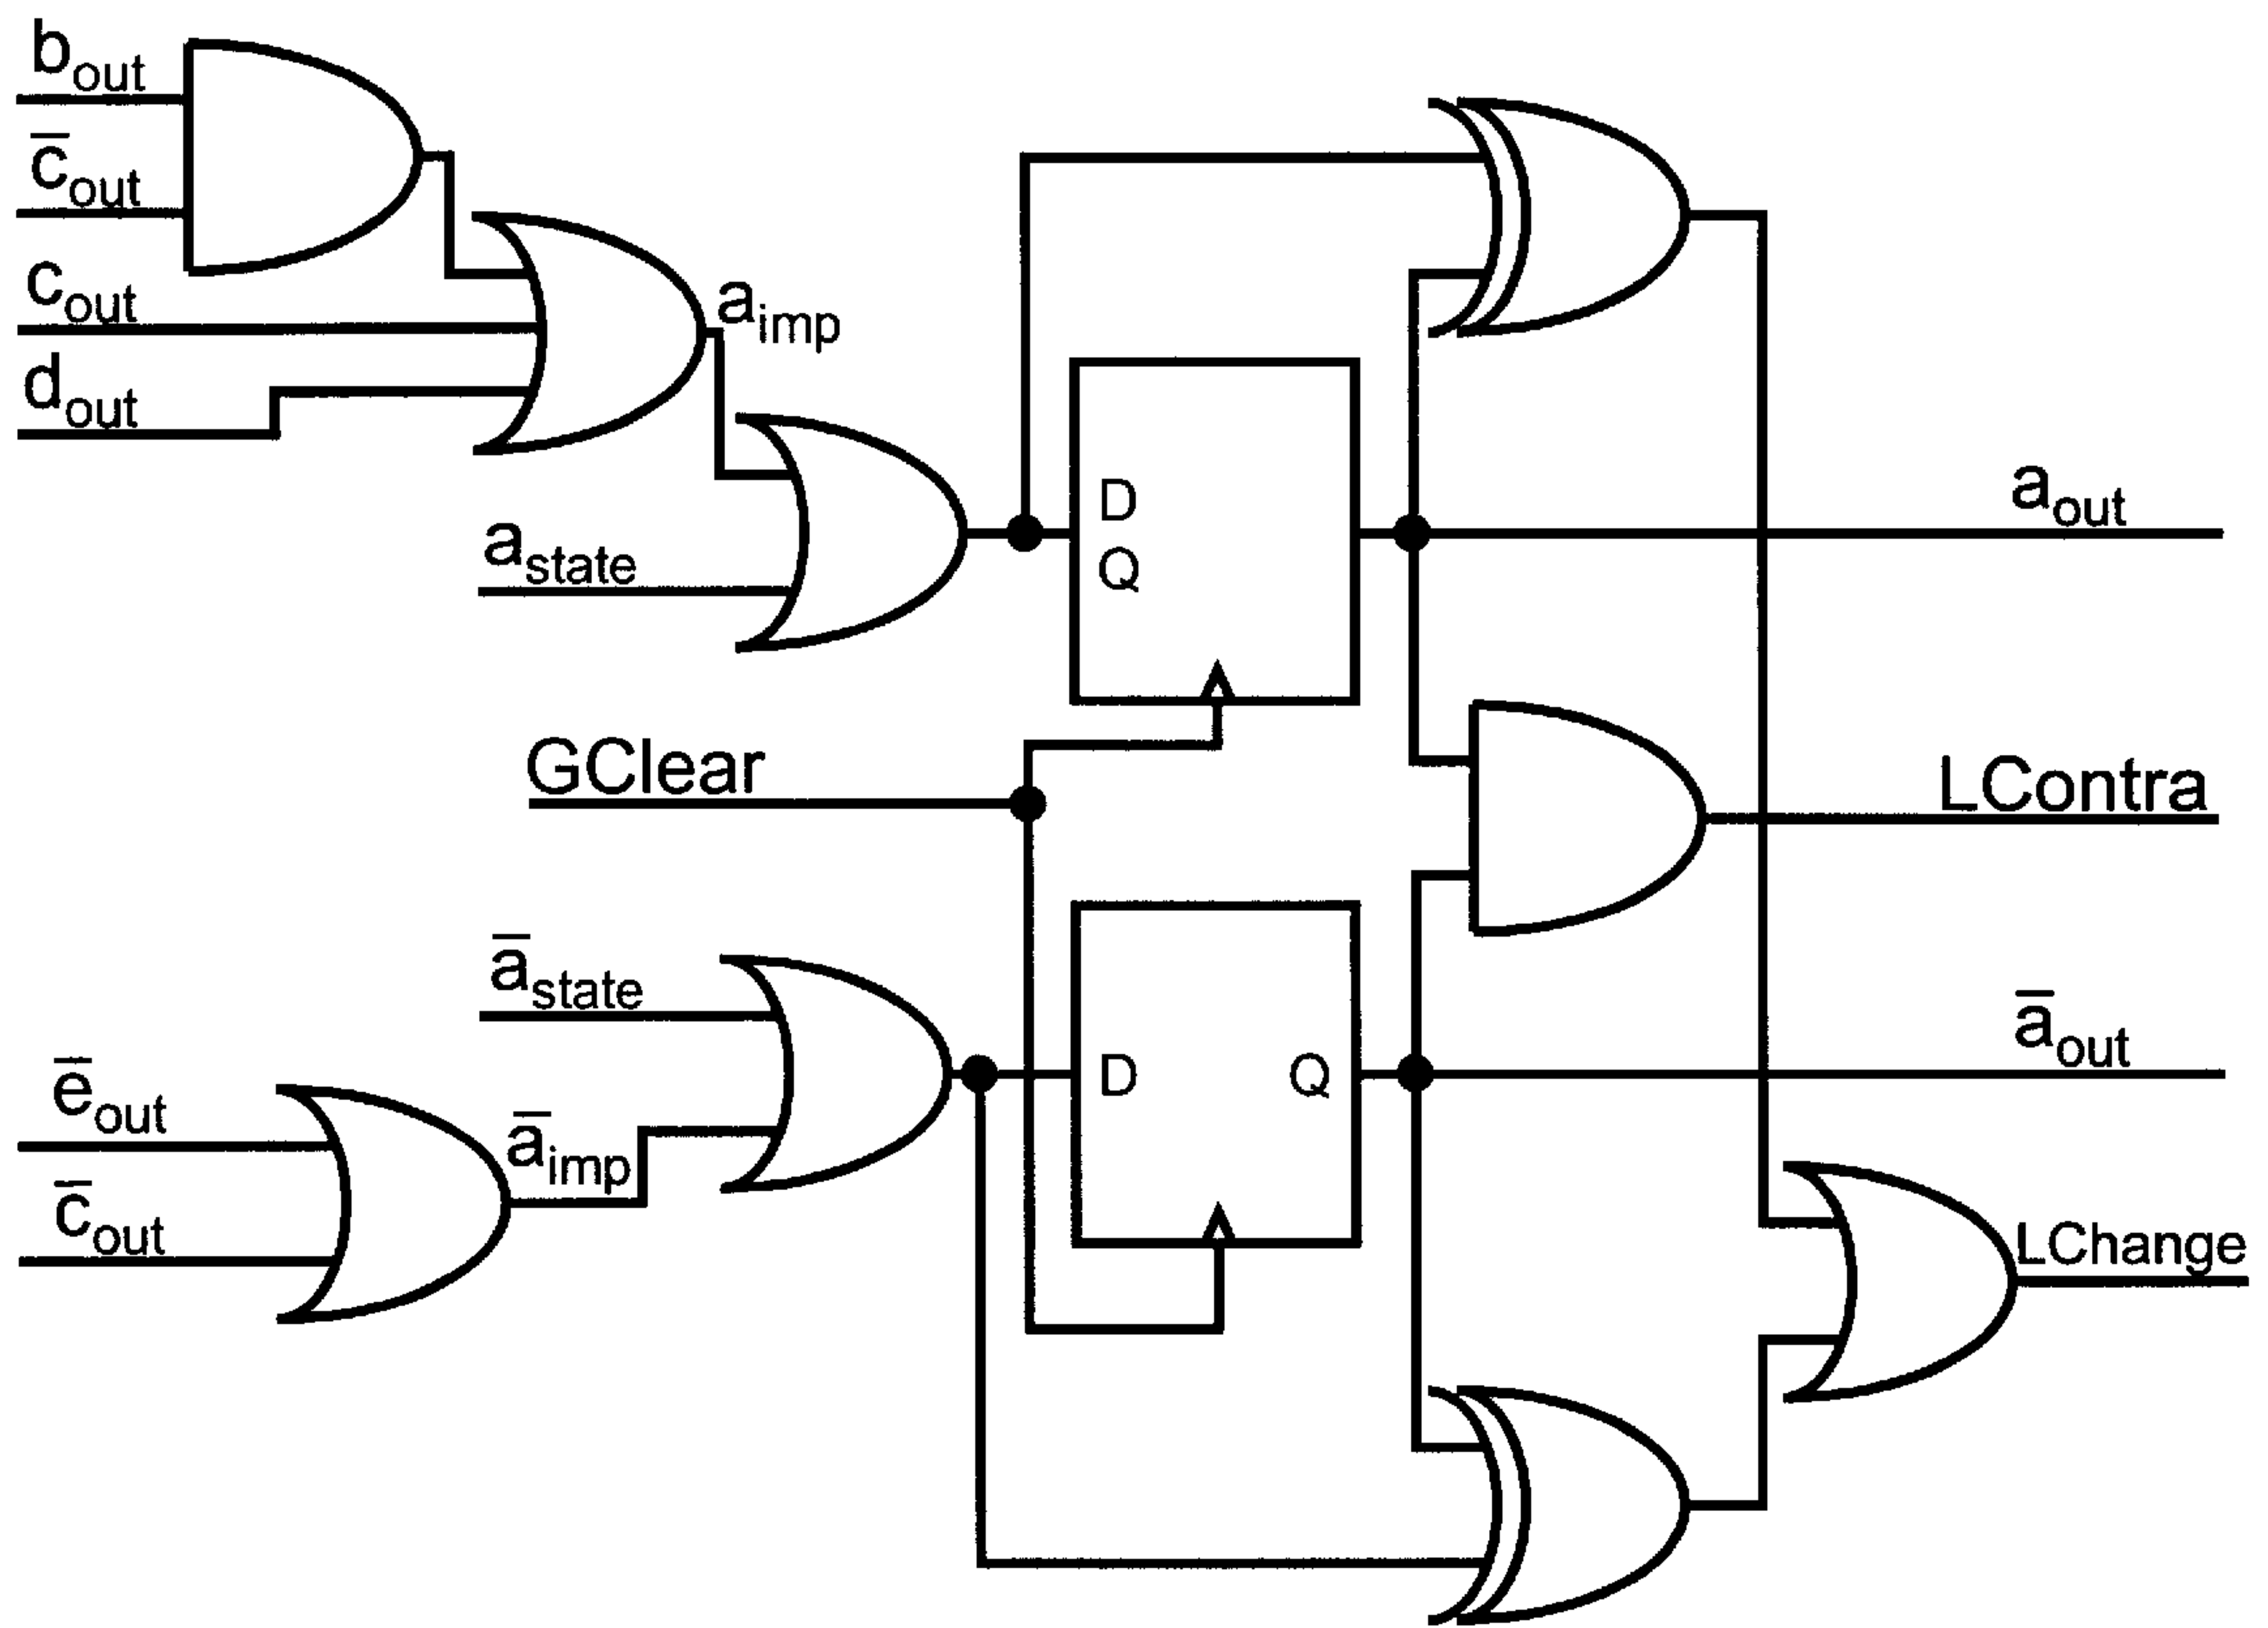 b_out
c̄_out
c_out
d_out
a_imp
a_state
D
Q
a_out
GClear
LContra
ā_state
ā_out
D Q
ē_out
ā_imp
c̄_out
LChange